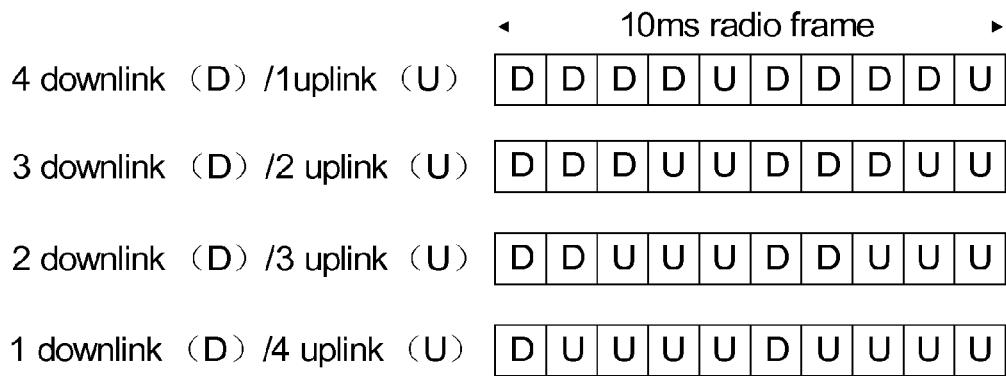 10ms radio frame
4 downlink （D）/1uplink （U） D D D D U D D D D U
3 downlink （D）/2 uplink （U） D D D U U D D D U U
2 downlink （D）/3 uplink （U） D D U U U D D U U U
1 downlink （D）/4 uplink （U） D U U U U D U U U U